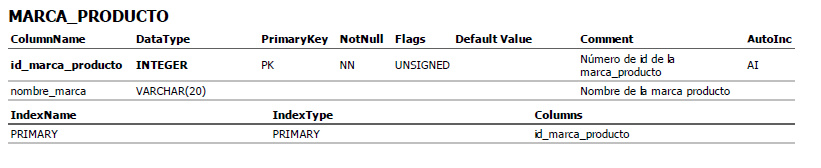 MARCA_PRODUCTO
ColumnName DataType PrimaryKey NotNull Flags Default Value Comment AutoInc
id_marca_producto INTEGER PK NN UNSIGNED Número de id de la marca_producto AI
nombre_marca VARCHAR(20) Nombre de la marca producto
IndexName IndexType Columns
PRIMARY PRIMARY id_marca_producto